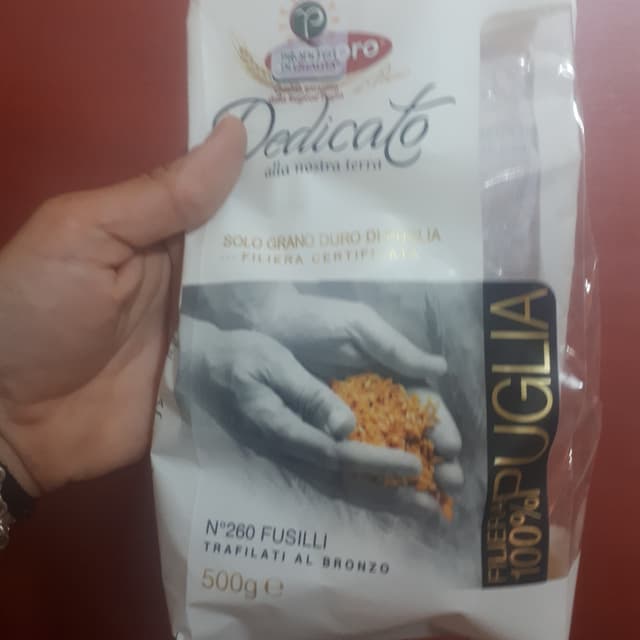 oro
Dedicato
alla nostra terra
SOLO GRANO DURO DI PUGLIA
FILIERA CERTIFICATA
FILIERA
100% PUGLIA
N°260 FUSILLI
TRAFILATI AL BRONZO
500g ℮